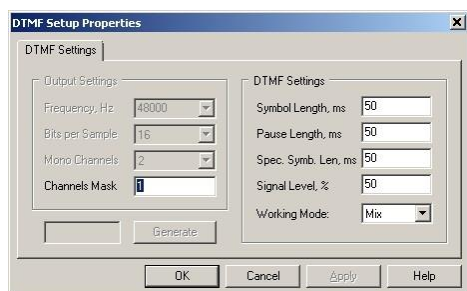 DTMF Setup Properties
DTMF Settings
Output Settings
Frequency, Hz 48000
Bits per Sample 16
Mono Channels 2
Channels Mask 1
Generate
DTMF Settings
Symbol Length, ms 50
Pause Length, ms 50
Spec. Symb. Len, ms 50
Signal Level, % 50
Working Mode: Mix
OK Cancel Apply Help